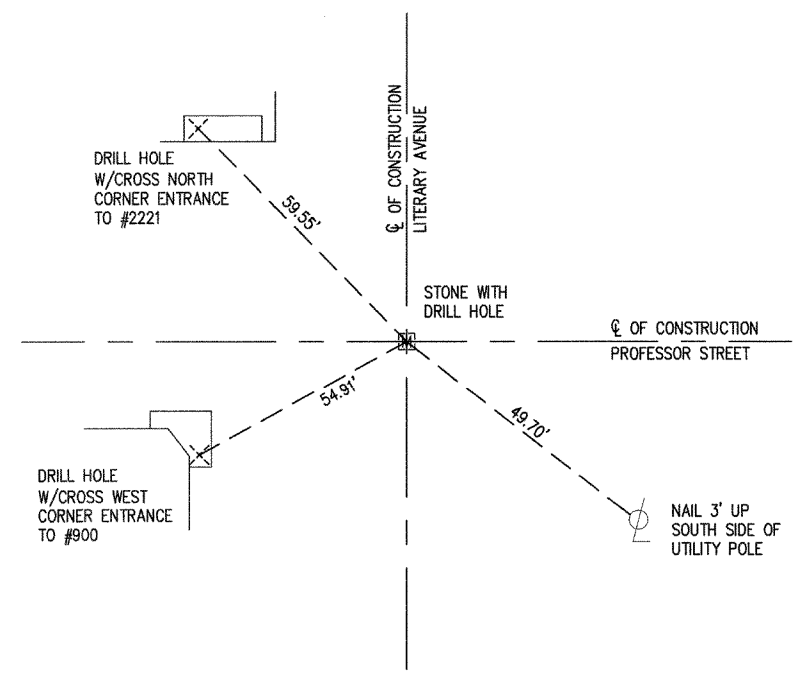 ℄ OF CONSTRUCTION
LITERARY AVENUE
DRILL HOLE
W/CROSS NORTH
CORNER ENTRANCE
TO #2221
59.55'
STONE WITH
DRILL HOLE
℄ OF CONSTRUCTION
PROFESSOR STREET
54.91'
49.70'
DRILL HOLE
W/CROSS WEST
CORNER ENTRANCE
TO #900
NAIL 3' UP
SOUTH SIDE OF
UTILITY POLE